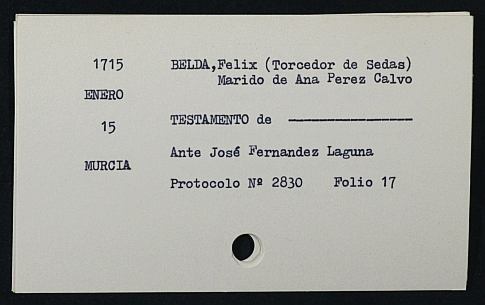 1715
BELDA,Felix (Torcedor de Sedas)
Marido de Ana Perez Calvo
ENERO
15
TESTAMENTO de ————————
Ante José Fernandez Laguna
MURCIA
Protocolo Nº 2830 Folio 17